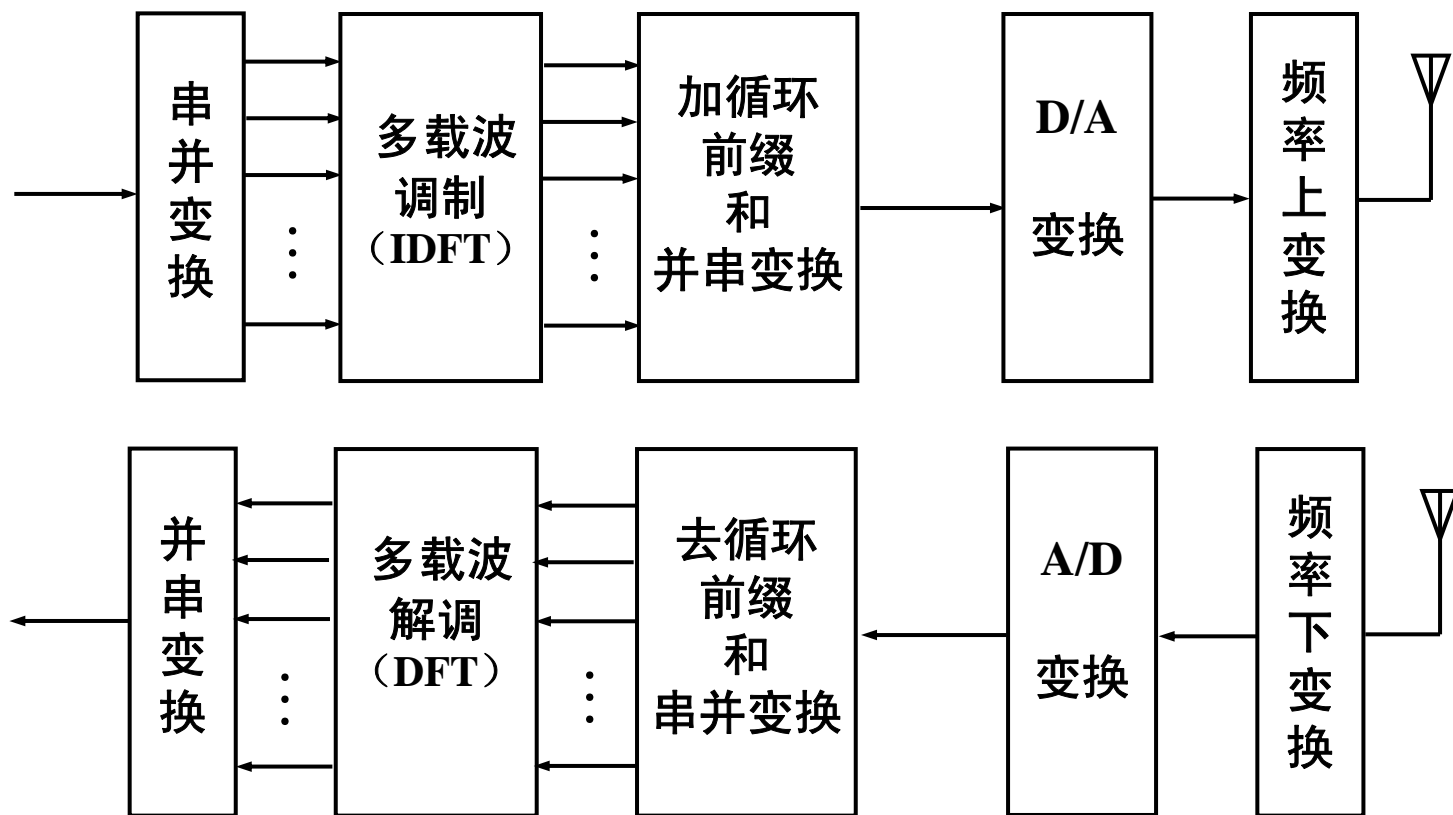 串并变换
多载波
调制
（IDFT）
加循环
前缀
和
并串变换
D/A
变换
频率上变换
并串变换
多载波
解调
（DFT）
去循环
前缀
和
串并变换
A/D
变换
频率下变换